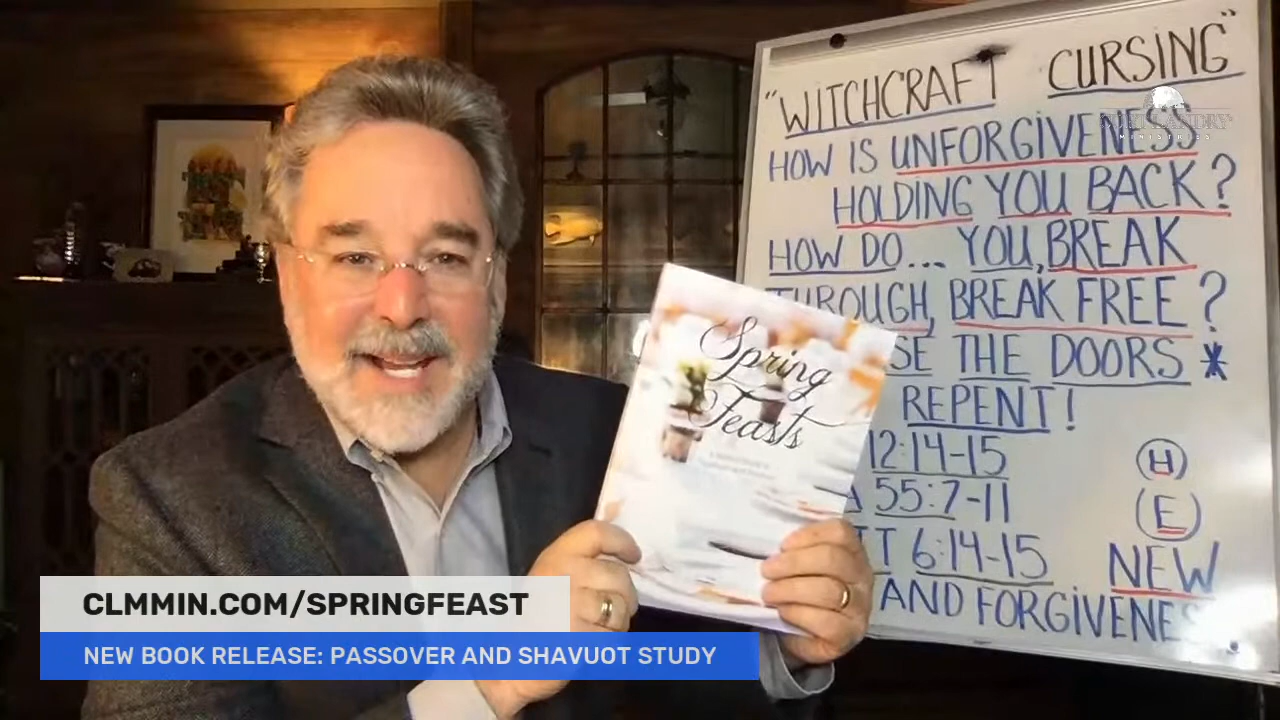 "WITCHCRAFT CURSING"
HOW IS UNFORGIVENESS
HOLDING YOU BACK?
HOW DO... YOU, BREAK
THROUGH, BREAK FREE?
SE THE DOORS *
REPENT!
12:14-15
(H)
55:7-11
(E)
6:14-15
NEW
AND FORGIVENES
MINISTRIES
Spring
Feasts
CLMMIN.COM/SPRINGFEAST
NEW BOOK RELEASE: PASSOVER AND SHAVUOT STUDY